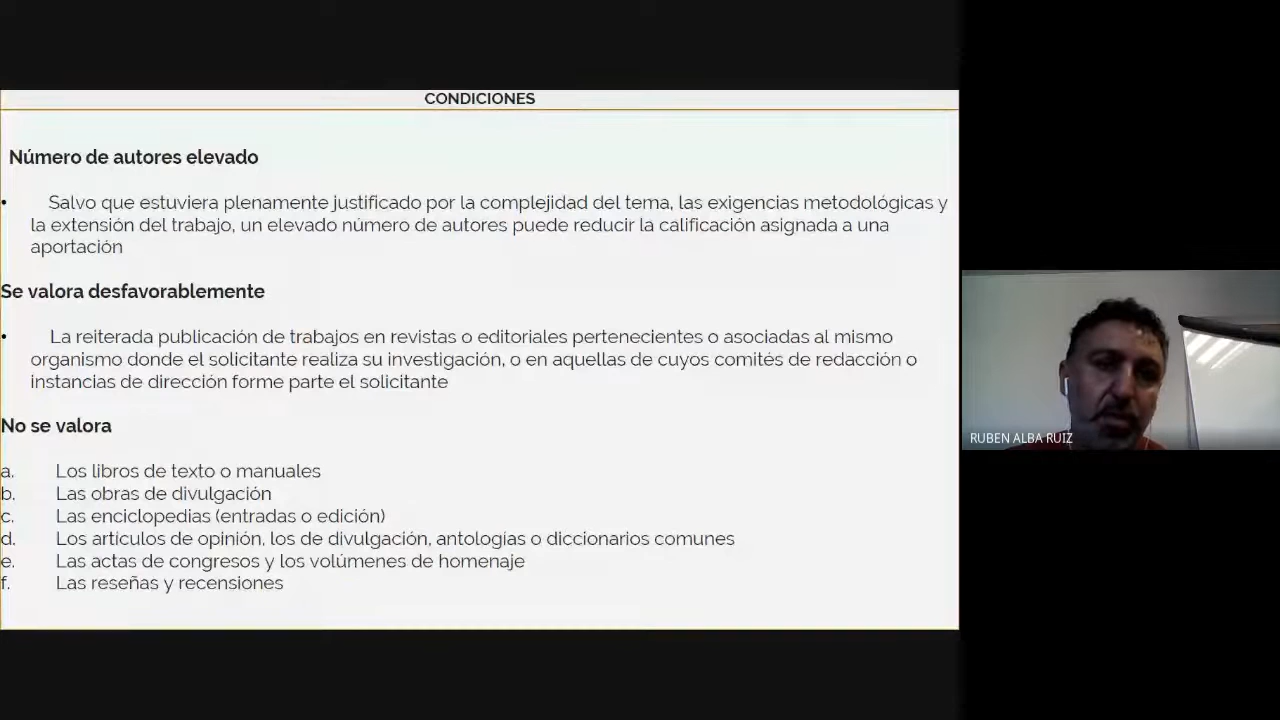 CONDICIONES
Número de autores elevado
• Salvo que estuviera plenamente justificado por la complejidad del tema, las exigencias metodológicas y
la extensión del trabajo, un elevado número de autores puede reducir la calificación asignada a una
aportación
Se valora desfavorablemente
• La reiterada publicación de trabajos en revistas o editoriales pertenecientes o asociadas al mismo
organismo donde el solicitante realiza su investigación, o en aquellas de cuyos comités de redacción o
instancias de dirección forme parte el solicitante
No se valora
a. Los libros de texto o manuales
b. Las obras de divulgación
c. Las enciclopedias (entradas o edición)
d. Los artículos de opinión, los de divulgación, antologías o diccionarios comunes
e. Las actas de congresos y los volúmenes de homenaje
f. Las reseñas y recensiones
RUBEN ALBA RUIZ